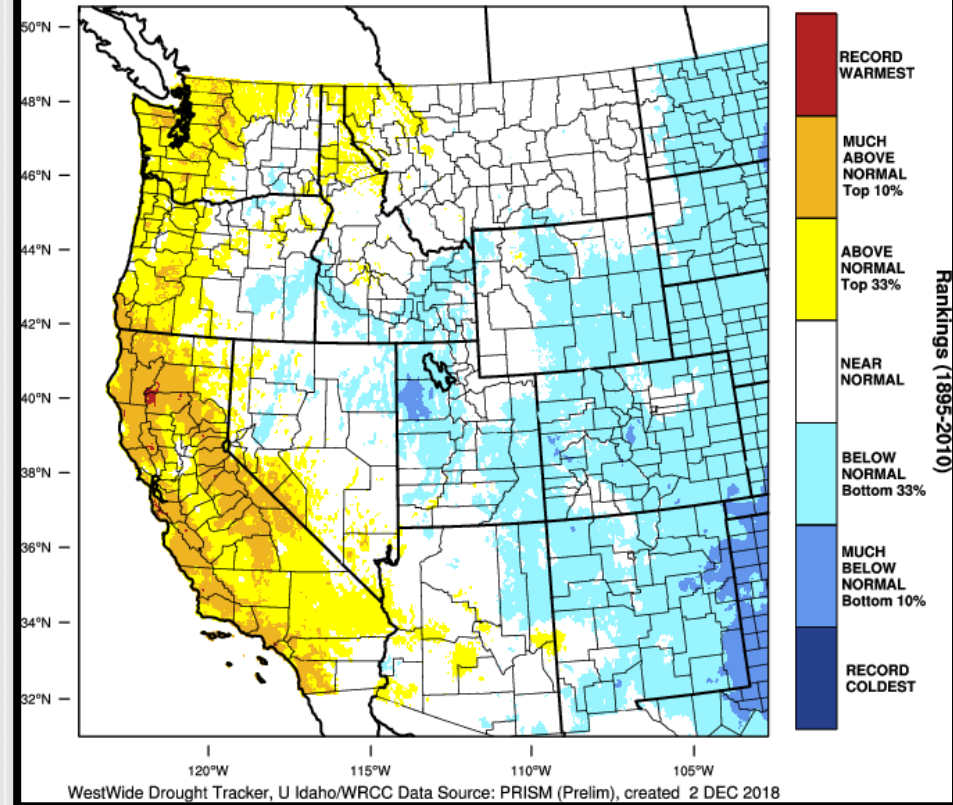 50°N
48°N
46°N
44°N
42°N
40°N
38°N
36°N
34°N
32°N
120°W
115°W
110°W
105°W
RECORD
WARMEST
MUCH
ABOVE
NORMAL
Top 10%
ABOVE
NORMAL
Top 33%
NEAR
NORMAL
BELOW
NORMAL
Bottom 33%
MUCH
BELOW
NORMAL
Bottom 10%
RECORD
COLDEST
Rankings (1895-2010)
WestWide Drought Tracker, U Idaho/WRCC Data Source: PRISM (Prelim), created 2 DEC 2018